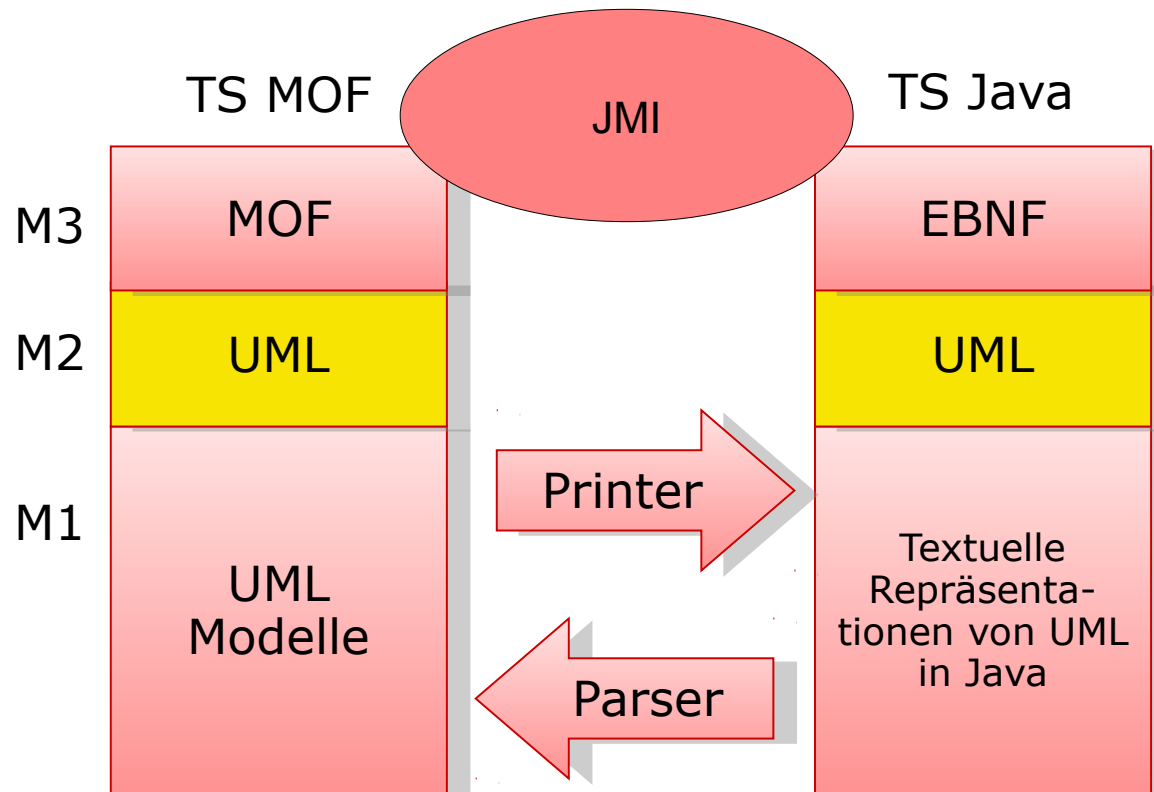 TS MOF
JMI
TS Java
M3
MOF
EBNF
M2
UML
UML
M1
Printer
UML
Modelle
Textuelle
Repräsenta-
tionen von UML
in Java
Parser